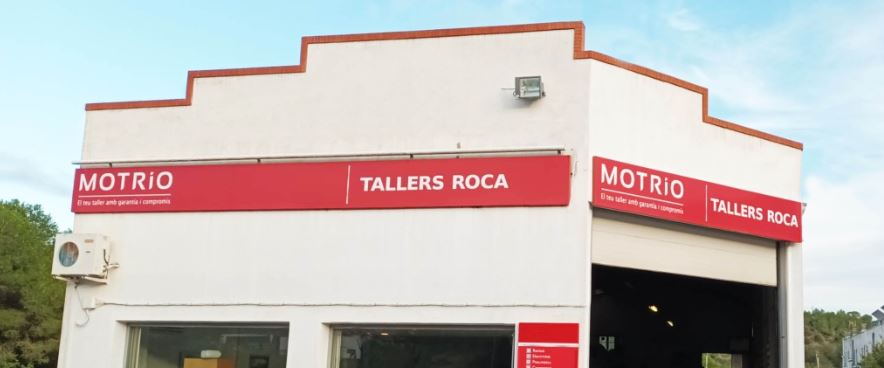 MOTRiO
El teu taller amb garantia i compromís
TALLERS ROCA
MOTRiO
El teu taller amb garantia i compromís
TALLERS ROCA